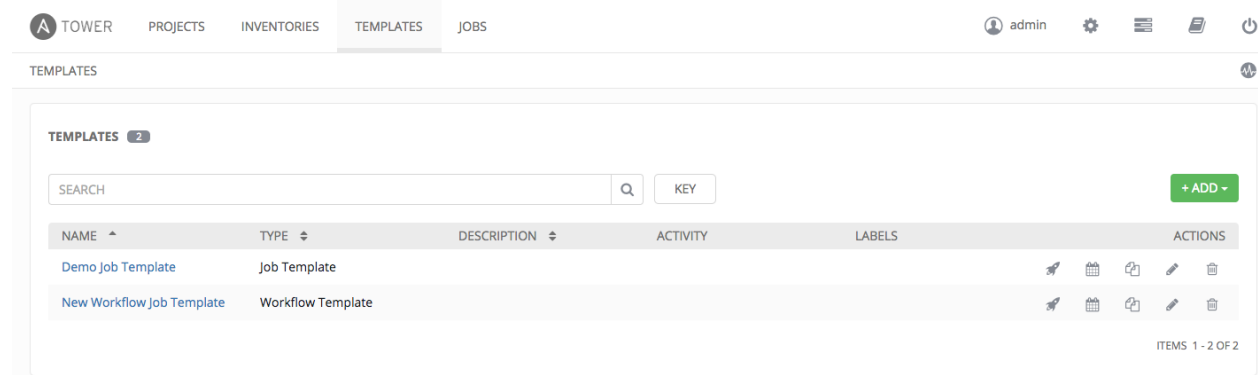 A TOWER PROJECTS INVENTORIES TEMPLATES JOBS admin
TEMPLATES
TEMPLATES 2
SEARCH KEY + ADD
NAME TYPE DESCRIPTION ACTIVITY LABELS ACTIONS
Demo Job Template Job Template
New Workflow Job Template Workflow Template
ITEMS 1 - 2 OF 2